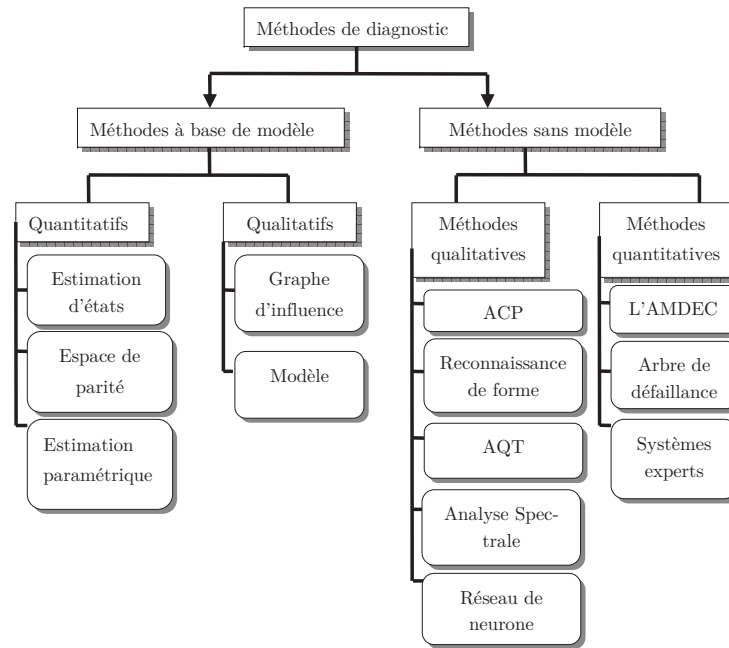 Méthodes de diagnostic
Méthodes à base de modèle
Méthodes sans modèle
Quantitatifs
Qualitatifs
Méthodes
qualitatives
Méthodes
quantitatives
Estimation
d'états
Espace de
parité
Estimation
paramétrique
Graphe
d'influence
Modèle
ACP
Reconnaissance
de forme
AQT
Analyse Spec-
trale
Réseau de
neurone
L'AMDEC
Arbre de
défaillance
Systèmes
experts